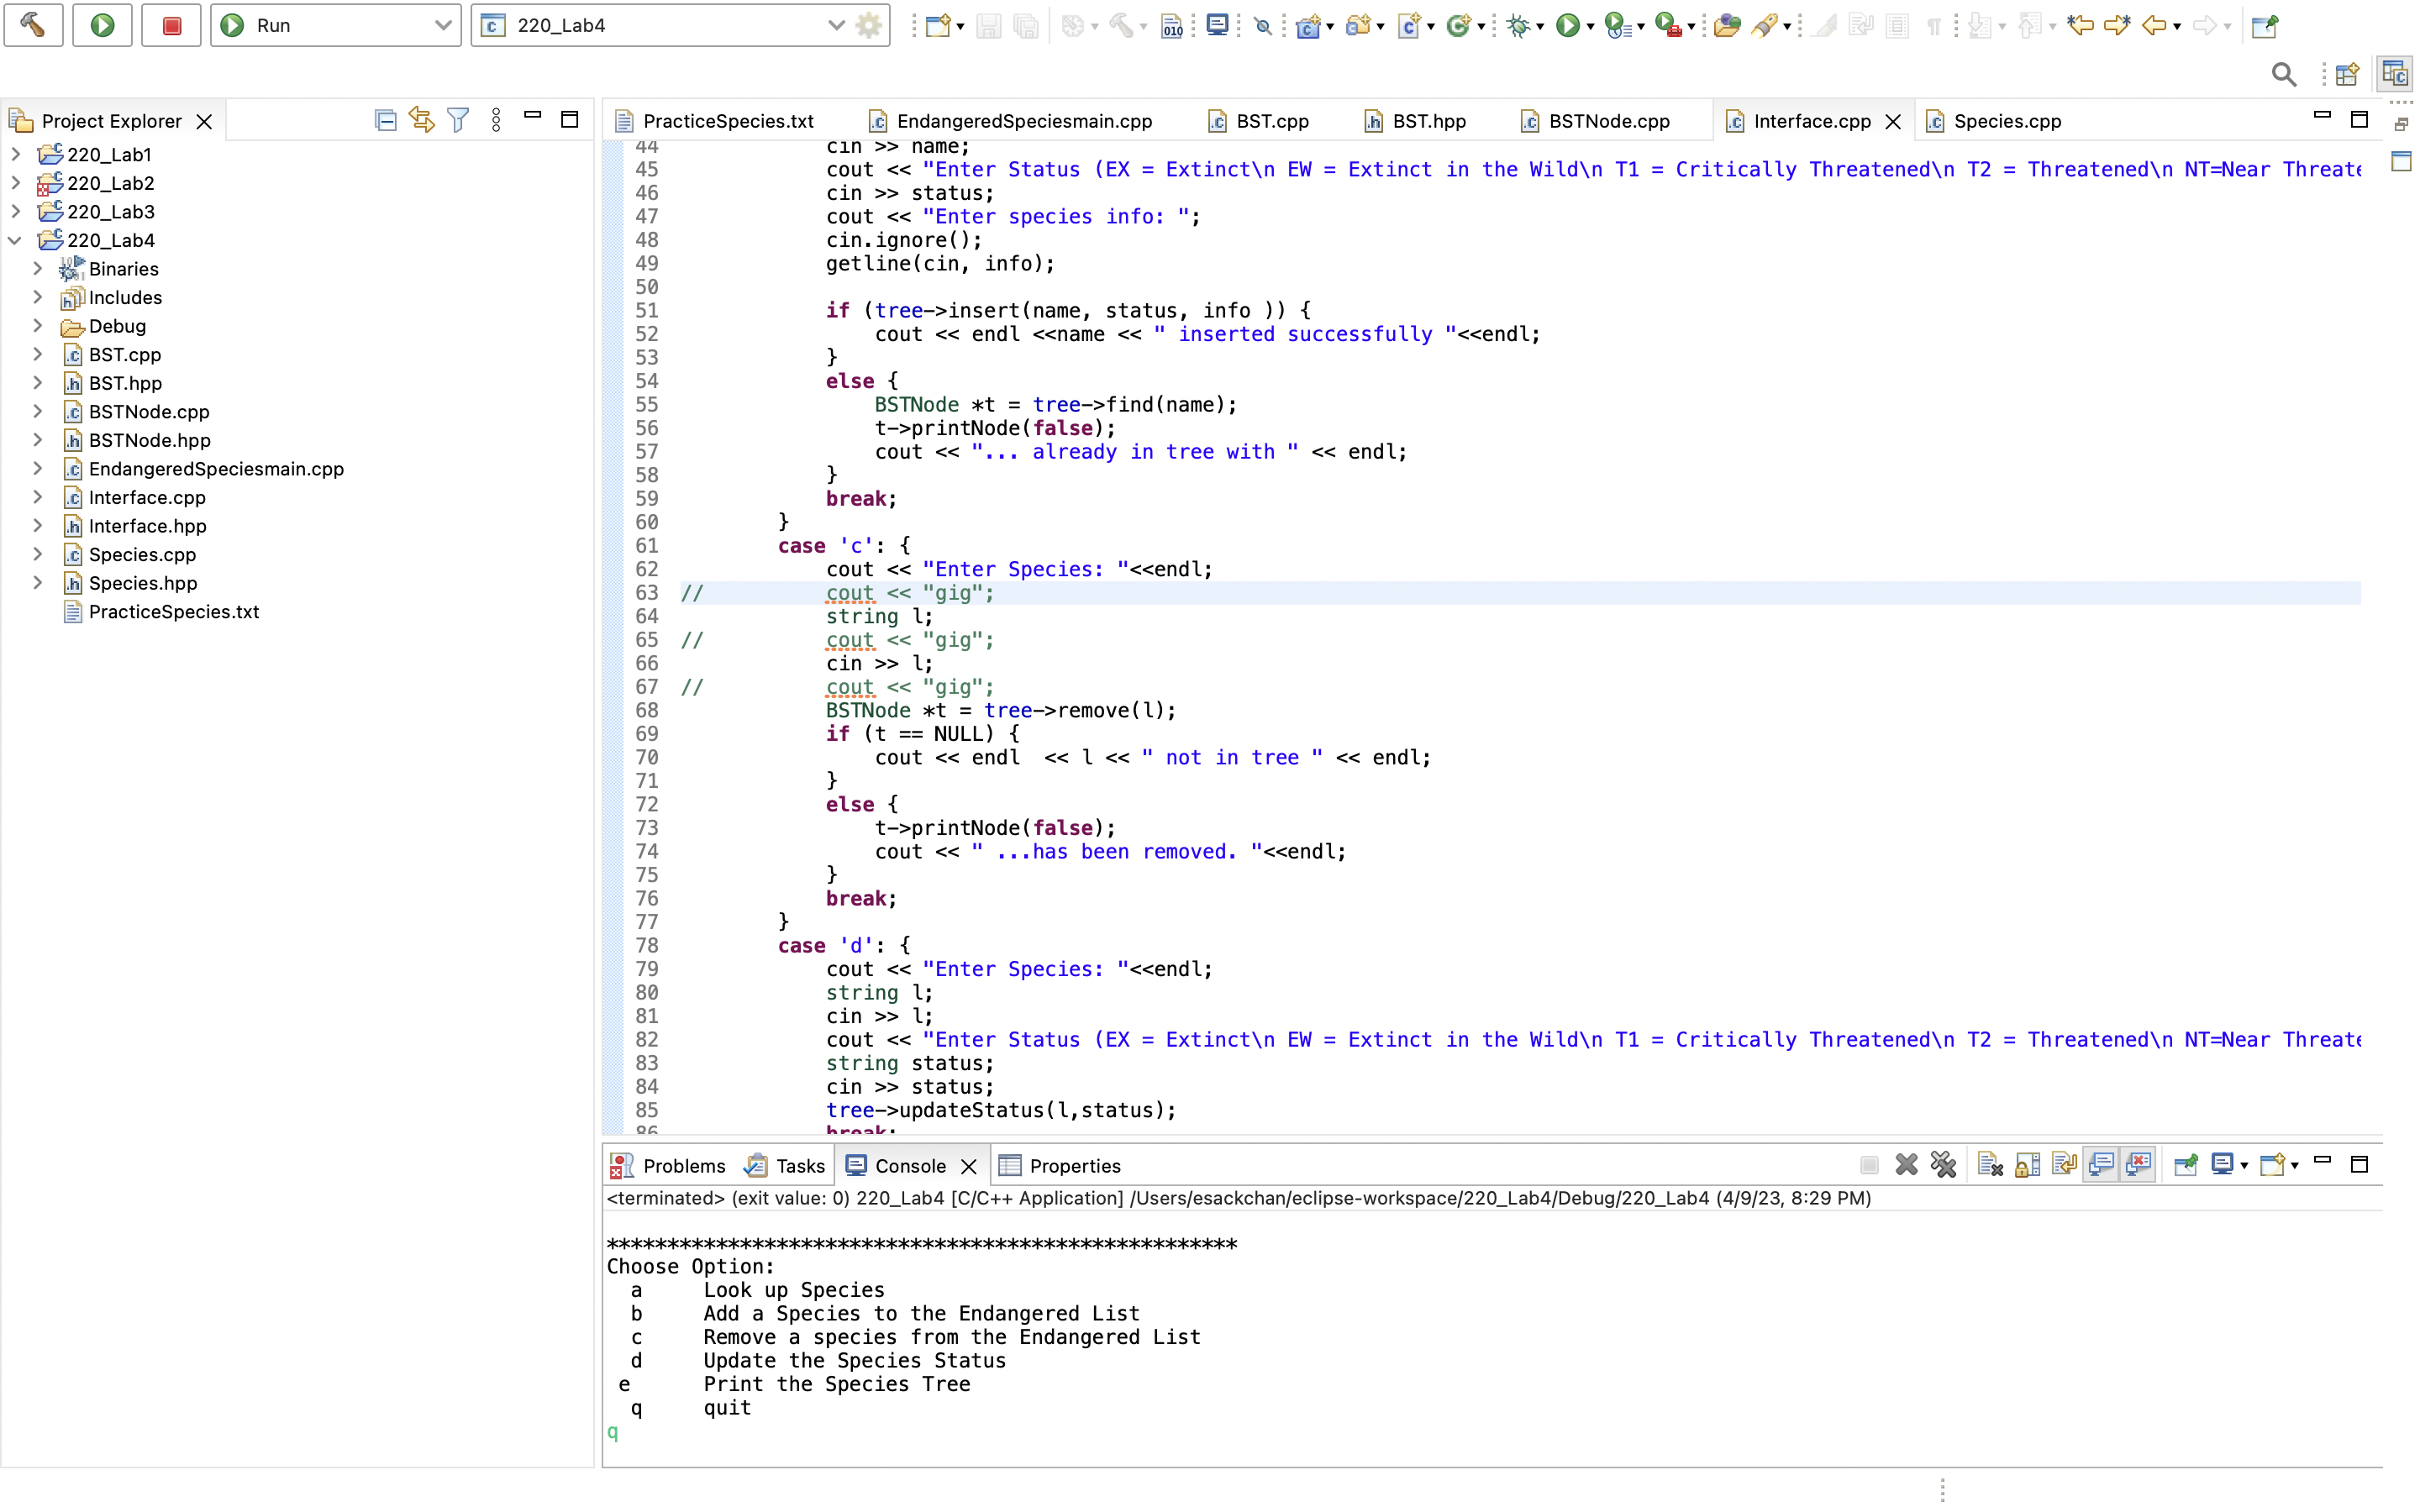 Run
220_Lab4
010
Project Explorer
PracticeSpecies.txt
EndangeredSpeciesmain.cpp
BST.cpp
BST.hpp
BSTNode.cpp
Interface.cpp
Species.cpp
220_Lab1
220_Lab2
220_Lab3
220_Lab4
Binaries
Includes
Debug
BST.cpp
BST.hpp
BSTNode.cpp
BSTNode.hpp
EndangeredSpeciesmain.cpp
Interface.cpp
Interface.hpp
Species.cpp
Species.hpp
PracticeSpecies.txt
44 cin >> name;
45 cout << "Enter Status (EX = Extinct\n EW = Extinct in the Wild\n T1 = Critically Threatened\n T2 = Threatened\n NT=Near Threate
46 cin >> status;
47 cout << "Enter species info: ";
48 cin.ignore();
49 getline(cin, info);
50
51 if (tree->insert(name, status, info )) {
52 cout << endl <<name << " inserted successfully "<<endl;
53 }
54 else {
55 BSTNode *t = tree->find(name);
56 t->printNode(false);
57 cout << "... already in tree with " << endl;
58 }
59 break;
60 }
61 case 'c': {
62 cout << "Enter Species: "<<endl;
63 // cout << "gig";
64 string l;
65 // cout << "gig";
66 cin >> l;
67 // cout << "gig";
68 BSTNode *t = tree->remove(l);
69 if (t == NULL) {
70 cout << endl  << l << " not in tree " << endl;
71 }
72 else {
73 t->printNode(false);
74 cout << " ...has been removed. "<<endl;
75 }
76 break;
77 }
78 case 'd': {
79 cout << "Enter Species: "<<endl;
80 string l;
81 cin >> l;
82 cout << "Enter Status (EX = Extinct\n EW = Extinct in the Wild\n T1 = Critically Threatened\n T2 = Threatened\n NT=Near Threate
83 string status;
84 cin >> status;
85 tree->updateStatus(l,status);
86 break;
Problems
Tasks
Console
Properties
<terminated> (exit value: 0) 220_Lab4 [C/C++ Application] /Users/esackchan/eclipse-workspace/220_Lab4/Debug/220_Lab4 (4/9/23, 8:29 PM)
****************************************************
Choose Option:
a Look up Species
b Add a Species to the Endangered List
c Remove a species from the Endangered List
d Update the Species Status
e Print the Species Tree
q quit
q